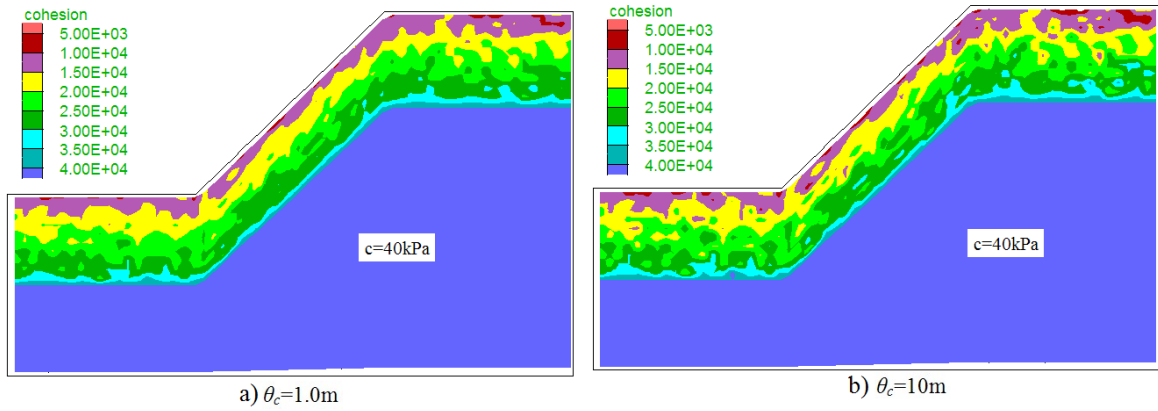 cohesion
5.00E+03
1.00E+04
1.50E+04
2.00E+04
2.50E+04
3.00E+04
3.50E+04
4.00E+04
c=40kPa
a) θc=1.0m
cohesion
5.00E+03
1.00E+04
1.50E+04
2.00E+04
2.50E+04
3.00E+04
3.50E+04
4.00E+04
c=40kPa
b) θc=10m